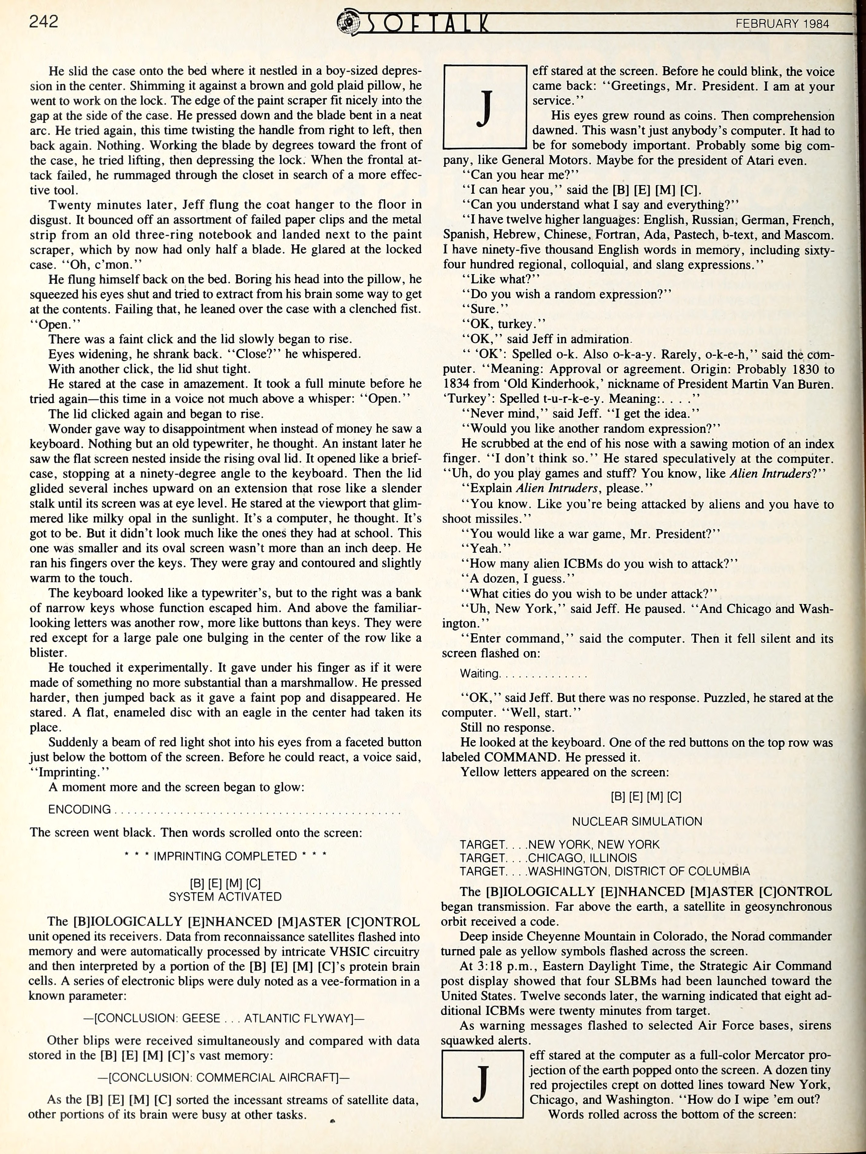 242
SOFTALK
FEBRUARY 1984
He slid the case onto the bed where it nestled in a boy-sized depres-
sion in the center. Shimming it against a brown and gold plaid pillow, he
went to work on the lock. The edge of the paint scraper fit nicely into the
gap at the side of the case. He pressed down and the blade bent in a neat
arc. He tried again, this time twisting the handle from right to left, then
back again. Nothing. Working the blade by degrees toward the front of
the case, he tried lifting, then depressing the lock. When the frontal at-
tack failed, he rummaged through the closet in search of a more effec-
tive tool.
Twenty minutes later, Jeff flung the coat hanger to the floor in
disgust. It bounced off an assortment of failed paper clips and the metal
strip from an old three-ring notebook and landed next to the paint
scraper, which by now had only half a blade. He glared at the locked
case. ‘‘Oh, c'mon.’’
He flung himself back on the bed. Boring his head into the pillow, he
squeezed his eyes shut and tried to extract from his brain some way to get
at the contents. Failing that, he leaned over the case with a clenched fist.
‘‘Open.’’
There was a faint click and the lid slowly began to rise.
Eyes widening, he shrank back. ‘‘Close?’’ he whispered.
With another click, the lid shut tight.
He stared at the case in amazement. It took a full minute before he
tried again—this time in a voice not much above a whisper: ‘‘Open.’’
The lid clicked again and began to rise.
Wonder gave way to disappointment when instead of money he saw a
keyboard. Nothing but an old typewriter, he thought. An instant later he
saw the flat screen nested inside the rising oval lid. It opened like a brief-
case, stopping at a ninety-degree angle to the keyboard. Then the lid
glided several inches upward on an extension that rose like a slender
stalk until its screen was at eye level. He stared at the viewport that glim-
mered like milky opal in the sunlight. It's a computer, he thought. It's
got to be. But it didn't look much like the ones they had at school. This
one was smaller and its oval screen wasn't more than an inch deep. He
ran his fingers over the keys. They were gray and contoured and slightly
warm to the touch.
The keyboard looked like a typewriter's, but to the right was a bank
of narrow keys whose function escaped him. And above the familiar-
looking letters was another row, more like buttons than keys. They were
red except for a large pale one bulging in the center of the row like a
blister.
He touched it experimentally. It gave under his finger as if it were
made of something no more substantial than a marshmallow. He pressed
harder, then jumped back as it gave a faint pop and disappeared. He
stared. A flat, enameled disc with an eagle in the center had taken its
place.
Suddenly a beam of red light shot into his eyes from a faceted button
just below the bottom of the screen. Before he could react, a voice said,
‘‘Imprinting.’’
A moment more and the screen began to glow:
ENCODING . . . . . . . . . . . . . . . . . . . . . . . . . . . . . . . . . . . . . . . . . .
The screen went black. Then words scrolled onto the screen:
* * * IMPRINTING COMPLETED * * *
[B] [E] [M] [C]
SYSTEM ACTIVATED
The [B]IOLOGICALLY [E]NHANCED [M]ASTER [C]ONTROL
unit opened its receivers. Data from reconnaissance satellites flashed into
memory and were automatically processed by intricate VHSIC circuitry
and then interpreted by a portion of the [B] [E] [M] [C]'s protein brain
cells. A series of electronic blips were duly noted as a vee-formation in a
known parameter:
—[CONCLUSION: GEESE . . . ATLANTIC FLYWAY]—
Other blips were received simultaneously and compared with data
stored in the [B] [E] [M] [C]'s vast memory:
—[CONCLUSION: COMMERCIAL AIRCRAFT]—
As the [B] [E] [M] [C] sorted the incessant streams of satellite data,
other portions of its brain were busy at other tasks.
Jeff stared at the screen. Before he could blink, the voice
came back: ‘‘Greetings, Mr. President. I am at your
service.’’
His eyes grew round as coins. Then comprehension
dawned. This wasn't just anybody's computer. It had to
be for somebody important. Probably some big com-
pany, like General Motors. Maybe for the president of Atari even.
‘‘Can you hear me?’’
‘‘I can hear you,’’ said the [B] [E] [M] [C].
‘‘Can you understand what I say and everything?’’
‘‘I have twelve higher languages: English, Russian, German, French,
Spanish, Hebrew, Chinese, Fortran, Ada, Pastech, b-text, and Mascom.
I have ninety-five thousand English words in memory, including sixty-
four hundred regional, colloquial, and slang expressions.’’
‘‘Like what?’’
‘‘Do you wish a random expression?’’
‘‘Sure.’’
‘‘OK, turkey.’’
‘‘OK,’’ said Jeff in admiration.
‘‘ ‘OK’: Spelled o-k. Also o-k-a-y. Rarely, o-k-e-h,’’ said the com-
puter. ‘‘Meaning: Approval or agreement. Origin: Probably 1830 to
1834 from ‘Old Kinderhook,’ nickname of President Martin Van Buren.
‘Turkey’: Spelled t-u-r-k-e-y. Meaning:. . . .’’
‘‘Never mind,’’ said Jeff. ‘‘I get the idea.’’
‘‘Would you like another random expression?’’
He scrubbed at the end of his nose with a sawing motion of an index
finger. ‘‘I don't think so.’’ He stared speculatively at the computer.
‘‘Uh, do you play games and stuff? You know, like Alien Intruders?’’
‘‘Explain Alien Intruders, please.’’
‘‘You know. Like you're being attacked by aliens and you have to
shoot missiles.’’
‘‘You would like a war game, Mr. President?’’
‘‘Yeah.’’
‘‘How many alien ICBMs do you wish to attack?’’
‘‘A dozen, I guess.’’
‘‘What cities do you wish to be under attack?’’
‘‘Uh, New York,’’ said Jeff. He paused. ‘‘And Chicago and Wash-
ington.’’
‘‘Enter command,’’ said the computer. Then it fell silent and its
screen flashed on:
Waiting. . . . . . . . . . . . . .
‘‘OK,’’ said Jeff. But there was no response. Puzzled, he stared at the
computer. ‘‘Well, start.’’
Still no response.
He looked at the keyboard. One of the red buttons on the top row was
labeled COMMAND. He pressed it.
Yellow letters appeared on the screen:
[B] [E] [M] [C]
NUCLEAR SIMULATION
TARGET. . . .NEW YORK, NEW YORK
TARGET. . . .CHICAGO, ILLINOIS
TARGET. . . .WASHINGTON, DISTRICT OF COLUMBIA
The [B]IOLOGICALLY [E]NHANCED [M]ASTER [C]ONTROL
began transmission. Far above the earth, a satellite in geosynchronous
orbit received a code.
Deep inside Cheyenne Mountain in Colorado, the Norad commander
turned pale as yellow symbols flashed across the screen.
At 3:18 p.m., Eastern Daylight Time, the Strategic Air Command
post display showed that four SLBMs had been launched toward the
United States. Twelve seconds later, the warning indicated that eight ad-
ditional ICBMs were twenty minutes from target.
As warning messages flashed to selected Air Force bases, sirens
squawked alerts.
Jeff stared at the computer as a full-color Mercator pro-
jection of the earth popped onto the screen. A dozen tiny
red projectiles crept on dotted lines toward New York,
Chicago, and Washington. ‘‘How do I wipe 'em out?
Words rolled across the bottom of the screen: